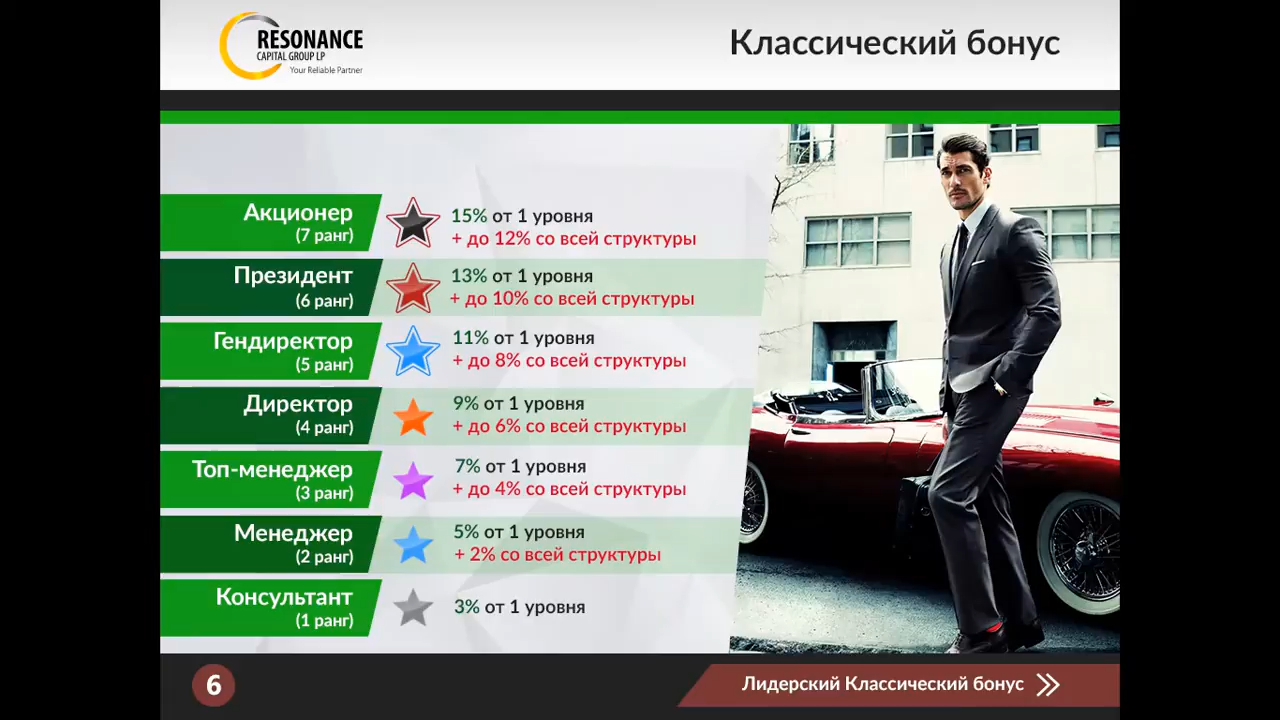 RESONANCE
CAPITAL GROUP LP
Your Reliable Partner
Классический бонус
Акционер
(7 ранг)
15% от 1 уровня
+ до 12% со всей структуры
Президент
(6 ранг)
13% от 1 уровня
+ до 10% со всей структуры
Гендиректор
(5 ранг)
11% от 1 уровня
+ до 8% со всей структуры
Директор
(4 ранг)
9% от 1 уровня
+ до 6% со всей структуры
Топ-менеджер
(3 ранг)
7% от 1 уровня
+ до 4% со всей структуры
Менеджер
(2 ранг)
5% от 1 уровня
+ 2% со всей структуры
Консультант
(1 ранг)
3% от 1 уровня
6
Лидерский Классический бонус